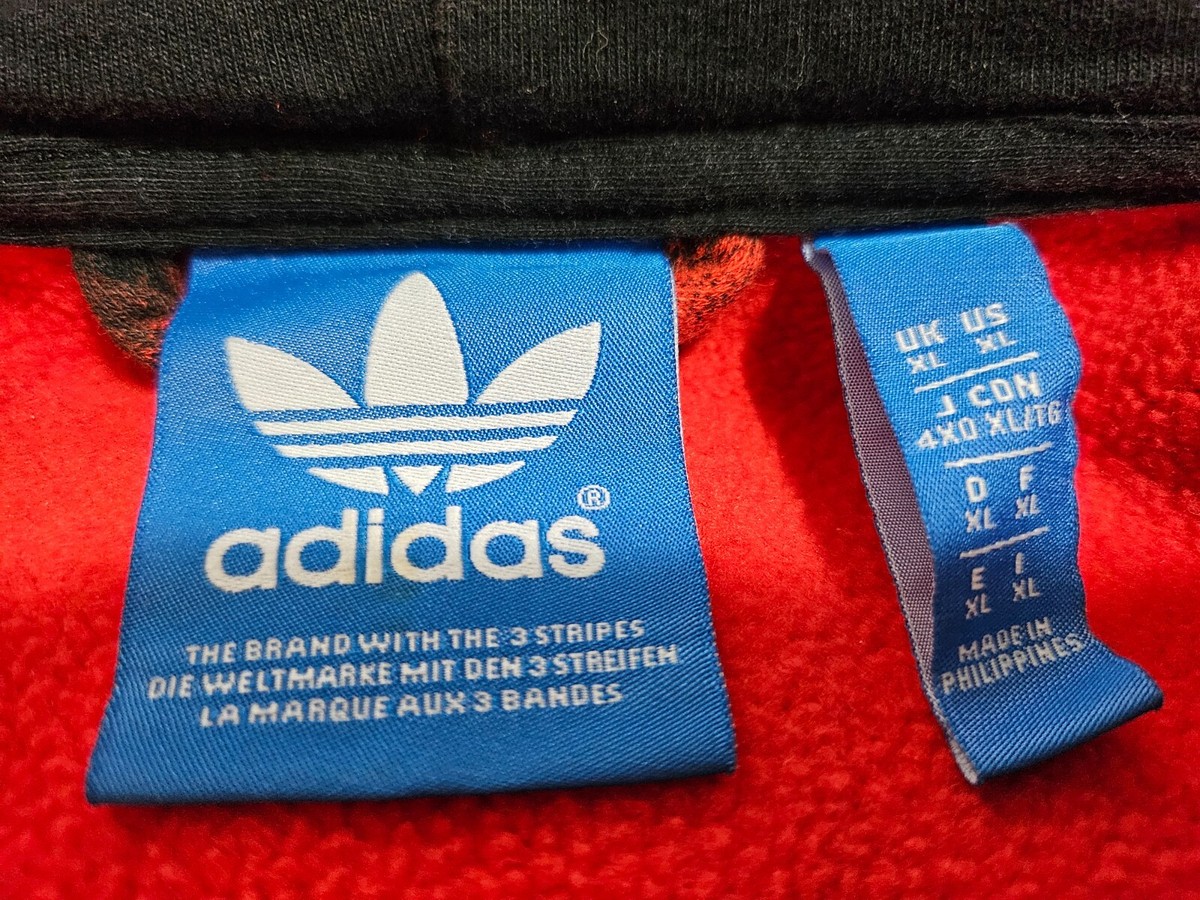 adidas®
THE BRAND WITH THE 3 STRIPES
DIE WELTMARKE MIT DEN 3 STREIFEN
LA MARQUE AUX 3 BANDES
UK US
XL XL
J CDN
4XO XL/TG
D F
XL XL
E I
XL XL
MADE IN
PHILIPPINES